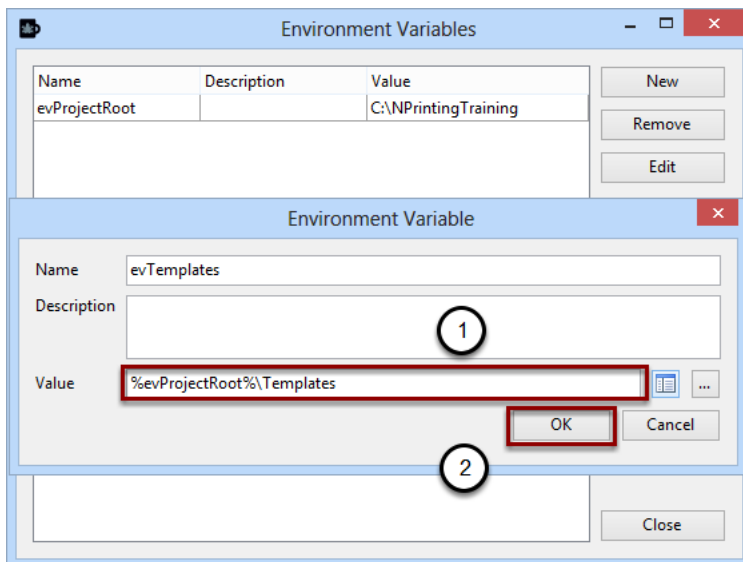 Environment Variables
Name Description Value
evProjectRoot C:\NPrintingTraining
New
Remove
Edit
Environment Variable
Name evTemplates
Description
1
Value %evProjectRoot%\Templates ...
OK Cancel
2
Close